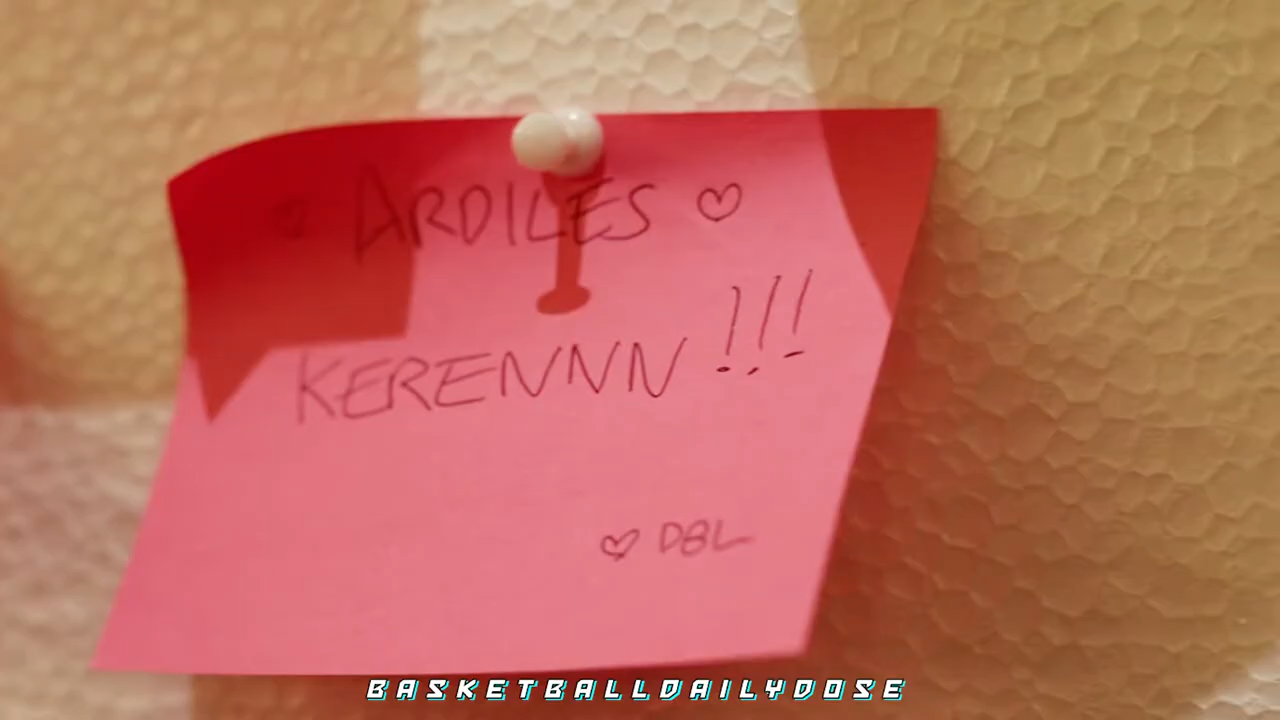 ♡ ARDILES ♡
KERENNN !!!
♡ DBL
BASKETBALLDAILYDOSE